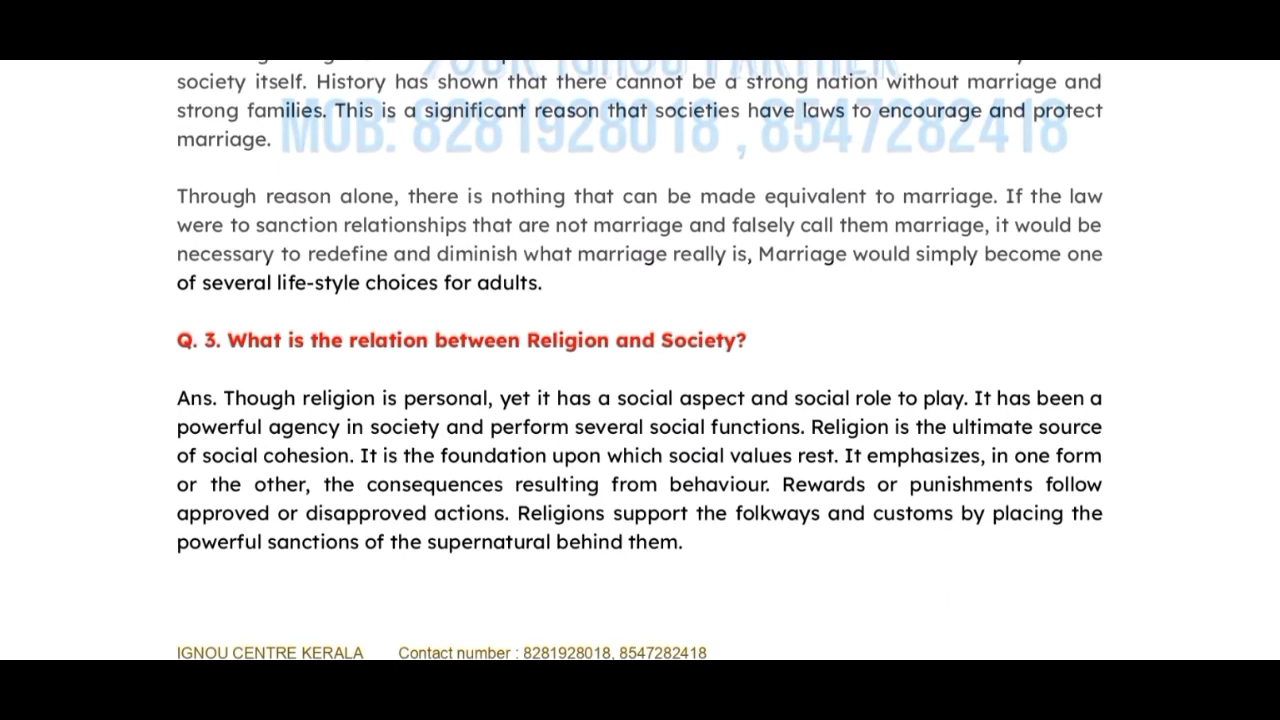 YOUR IGNOU PARTNER
society itself. History has shown that there cannot be a strong nation without marriage and
strong families. This is a significant reason that societies have laws to encourage and protect
MOB: 8281928018 , 8547282418
marriage.
Through reason alone, there is nothing that can be made equivalent to marriage. If the law
were to sanction relationships that are not marriage and falsely call them marriage, it would be
necessary to redefine and diminish what marriage really is, Marriage would simply become one
of several life-style choices for adults.
Q. 3. What is the relation between Religion and Society?
Ans. Though religion is personal, yet it has a social aspect and social role to play. It has been a
powerful agency in society and perform several social functions. Religion is the ultimate source
of social cohesion. It is the foundation upon which social values rest. It emphasizes, in one form
or the other, the consequences resulting from behaviour. Rewards or punishments follow
approved or disapproved actions. Religions support the folkways and customs by placing the
powerful sanctions of the supernatural behind them.
IGNOU CENTRE KERALA Contact number : 8281928018, 8547282418